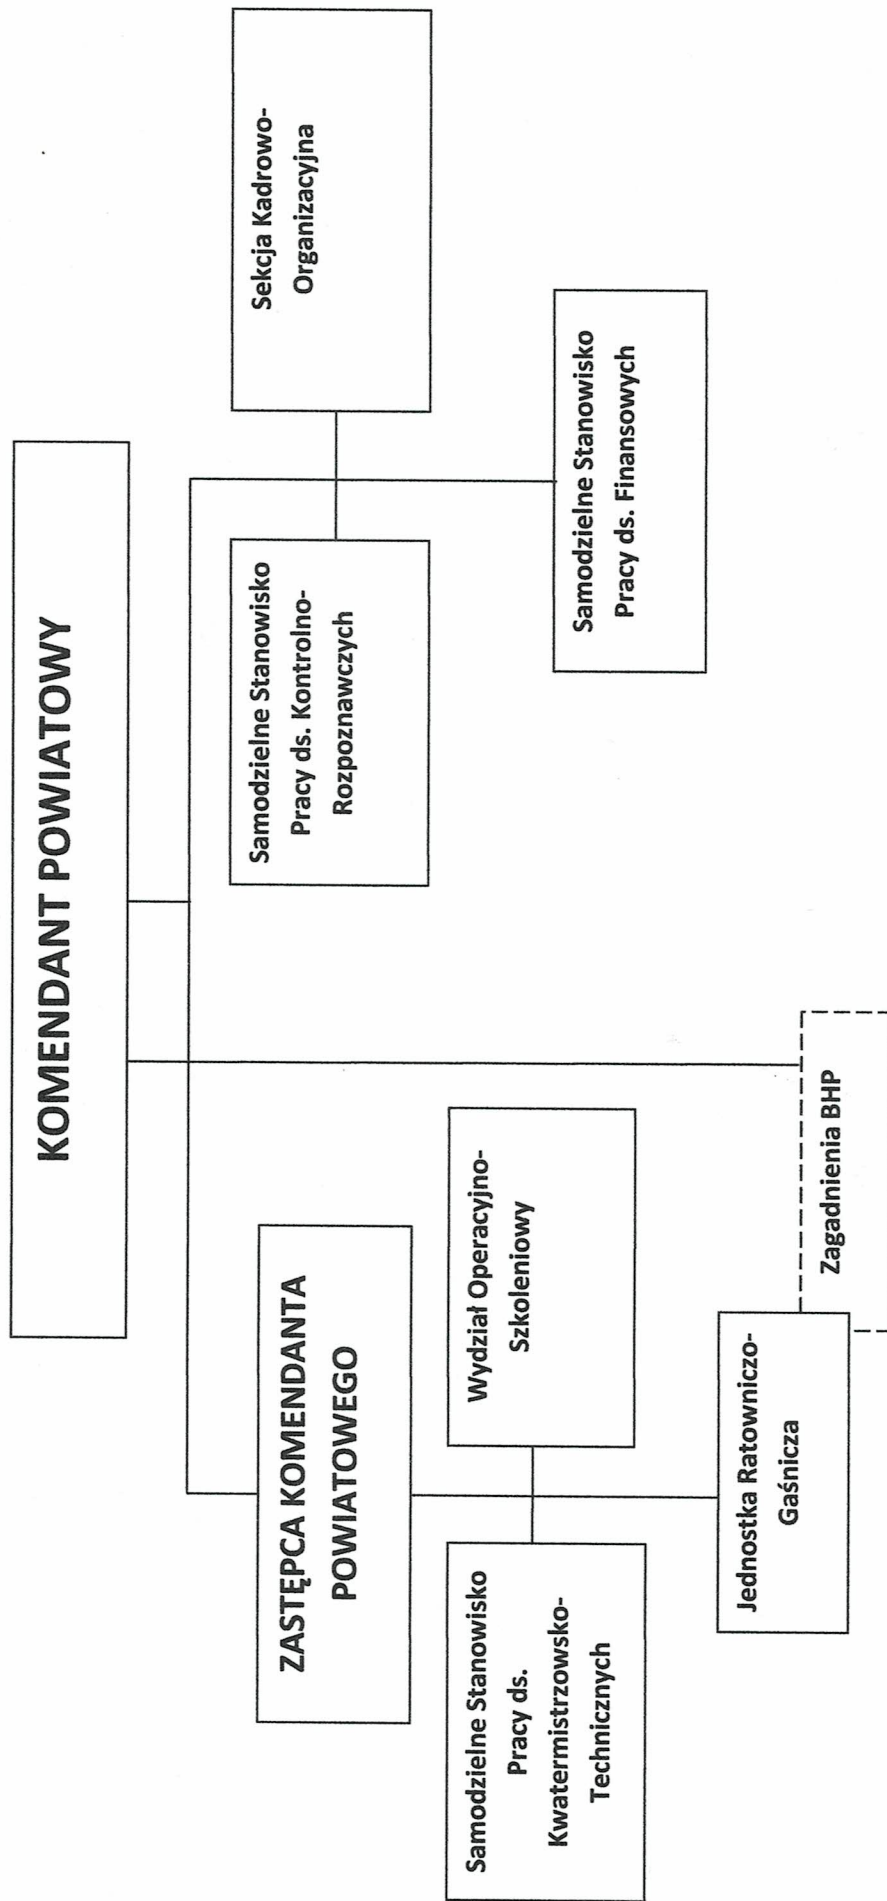 KOMENDANT POWIATOWY
ZASTĘPCA KOMENDANTA
POWIATOWEGO
Samodzielne Stanowisko
Pracy ds.
Kwatermistrzowsko-
Technicznych
Wydział Operacyjno-
Szkoleniowy
Jednostka Ratowniczo-
Gaśnicza
Zagadnienia BHP
Samodzielne Stanowisko
Pracy ds. Kontrolno-
Rozpoznawczych
Sekcja Kadrowo-
Organizacyjna
Samodzielne Stanowisko
Pracy ds. Finansowych